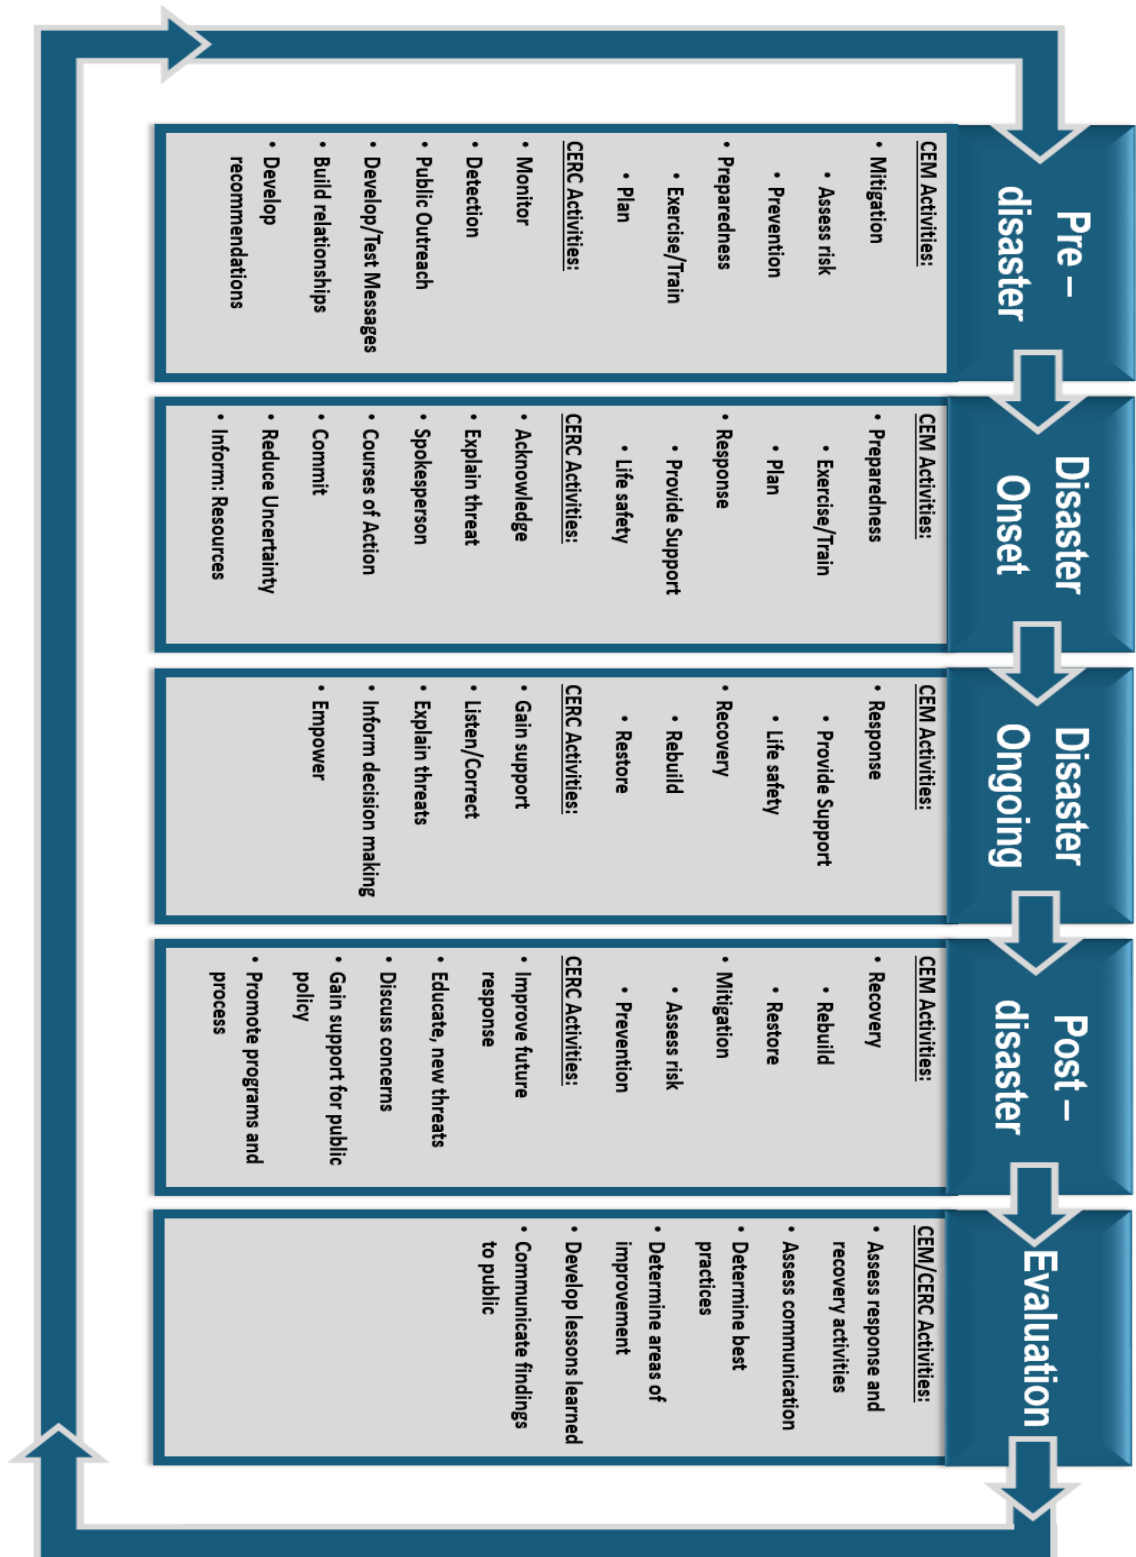 Pre –
disaster
CEM Activities:
• Mitigation
• Assess risk
• Prevention
• Preparedness
• Exercise/Train
• Plan
CERC Activities:
• Monitor
• Detection
• Public Outreach
• Develop/Test Messages
• Build relationships
• Develop
recommendations
Disaster
Onset
CEM Activities:
• Preparedness
• Exercise/Train
• Plan
• Response
• Provide Support
• Life safety
CERC Activities:
• Acknowledge
• Explain threat
• Spokesperson
• Courses of Action
• Commit
• Reduce Uncertainty
• Inform: Resources
Disaster
Ongoing
CEM Activities:
• Response
• Provide Support
• Life safety
• Recovery
• Rebuild
• Restore
CERC Activities:
• Gain support
• Listen/Correct
• Explain threats
• Inform decision making
• Empower
Post –
disaster
CEM Activities:
• Recovery
• Rebuild
• Restore
• Mitigation
• Assess risk
• Prevention
CERC Activities:
• Improve future
response
• Educate, new threats
• Discuss concerns
• Gain support for public
policy
• Promote programs and
process
Evaluation
CEM/CERC Activities:
• Assess response and
recovery activities
• Assess communication
• Determine best
practices
• Determine areas of
improvement
• Develop lessons learned
• Communicate findings
to public